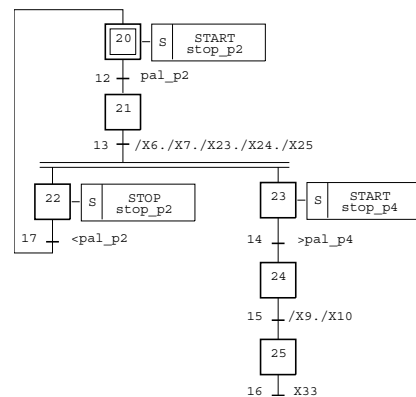 20 S START
stop_p2
12 pal_p2
21
13 /X6./X7./X23./X24./X25
22 S STOP
stop_p2
23 S START
stop_p4
17 <pal_p2
14 >pal_p4
24
15 /X9./X10
25
16 X33